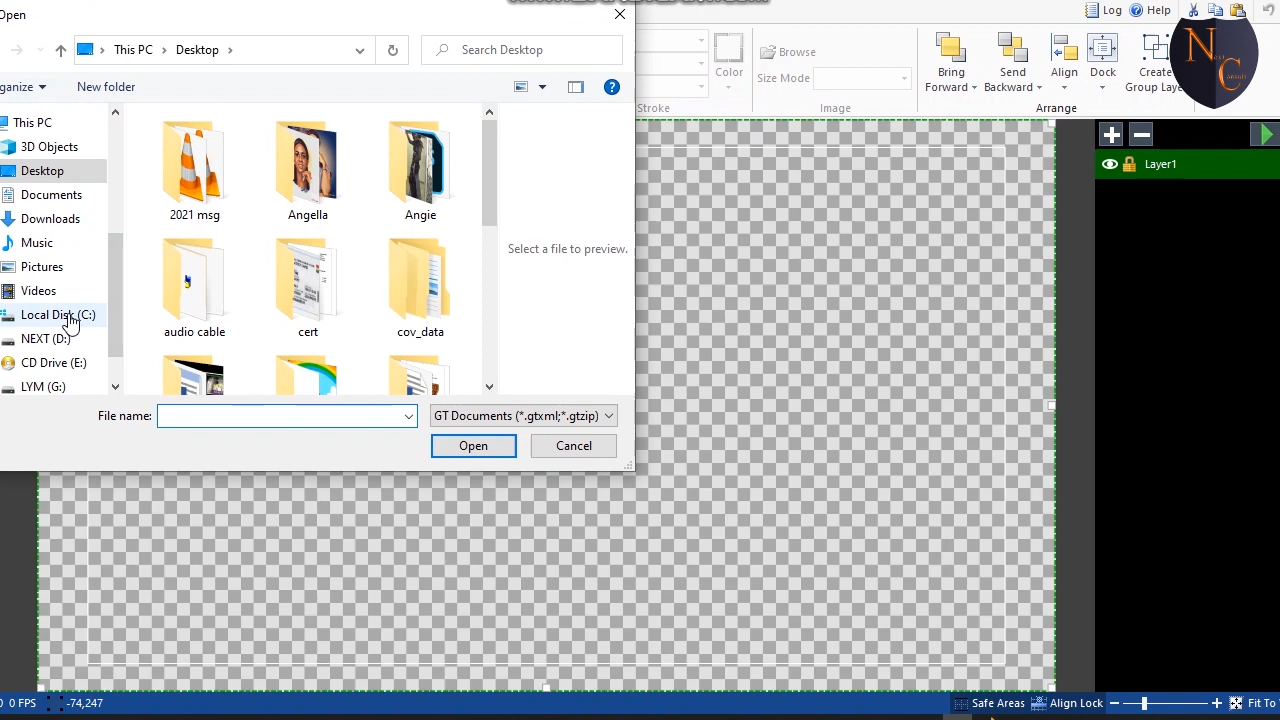 Open
This PC
Desktop
Search Desktop
ganize
New folder
This PC
3D Objects
Desktop
Documents
Downloads
Music
Pictures
Videos
Local Disk (C:)
NEXT (D:)
CD Drive (E:)
LYM (G:)
2021 msg
Angella
Angie
audio cable
cert
cov_data
Select a file to preview.
File name:
GT Documents (*.gtxml;*.gtzip)
Open
Cancel
Log
Help
Color
Stroke
Browse
Size Mode
Image
Bring
Forward
Send
Backward
Align
Dock
Create
Group Laye
Arrange
NC
Layer1
0 FPS
-74,247
Safe Areas
Align Lock
Fit To